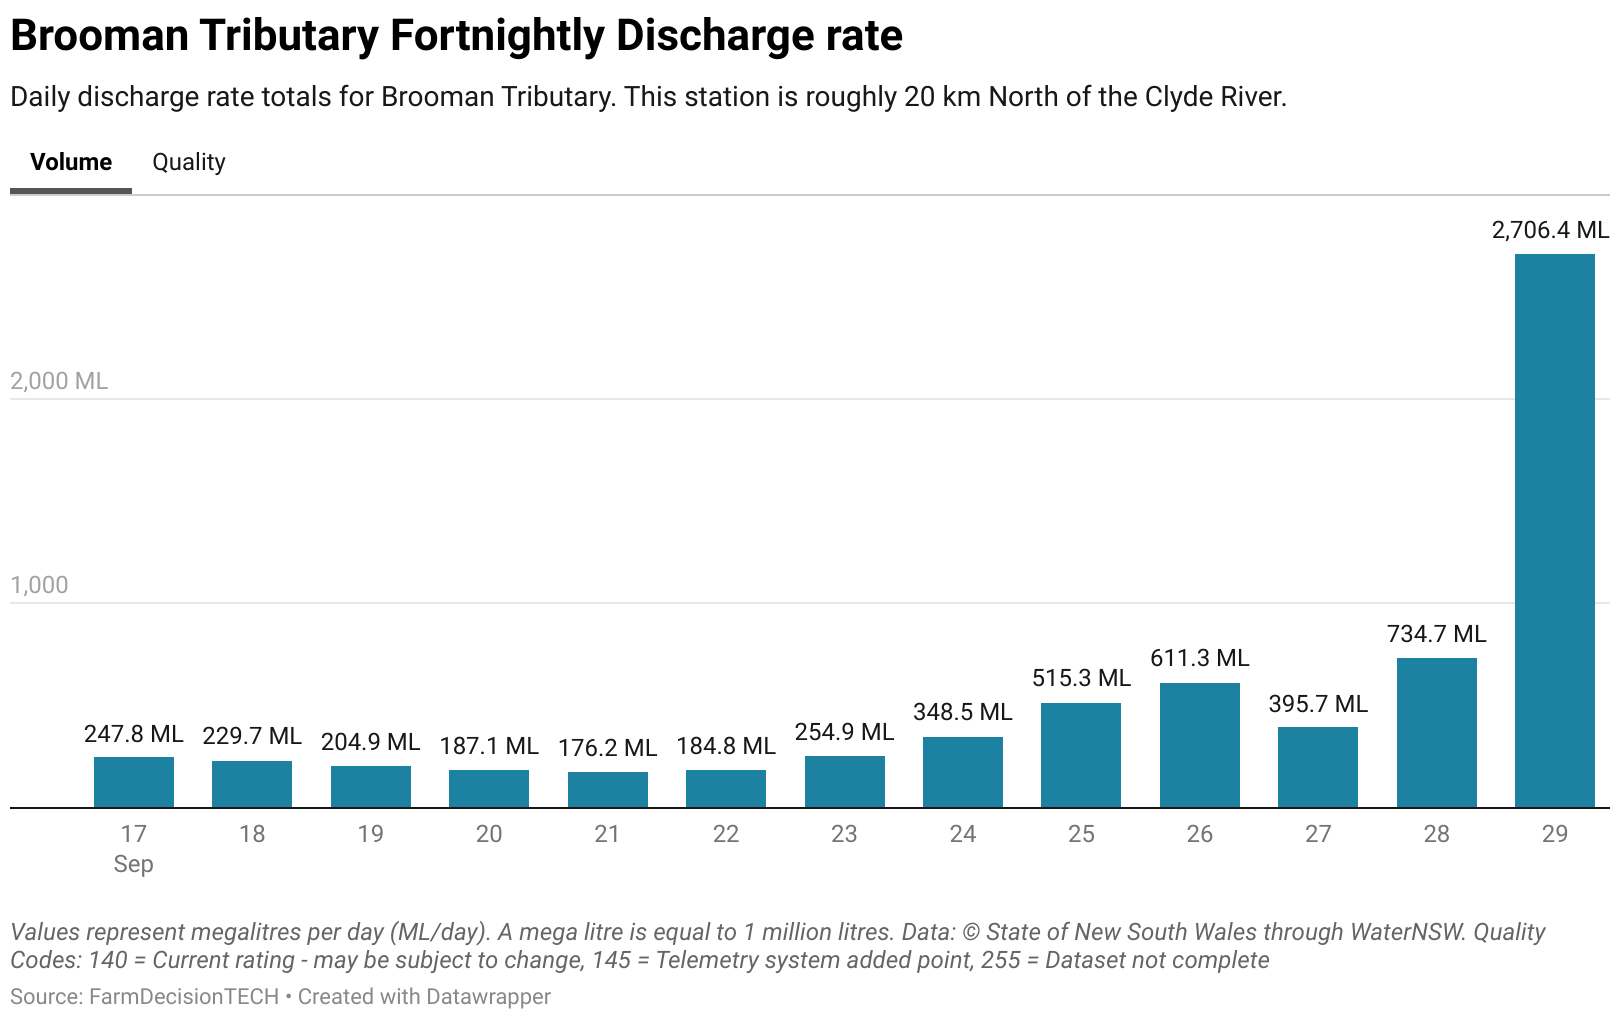 Brooman Tributary Fortnightly Discharge rate
Daily discharge rate totals for Brooman Tributary. This station is roughly 20 km North of the Clyde River.
Volume Quality
2,706.4 ML
2,000 ML
1,000
734.7 ML
611.3 ML
515.3 ML
395.7 ML
348.5 ML
247.8 ML 229.7 ML 204.9 ML 187.1 ML 176.2 ML 184.8 ML 254.9 ML
17 18 19 20 21 22 23 24 25 26 27 28 29
Sep
Values represent megalitres per day (ML/day). A mega litre is equal to 1 million litres. Data: © State of New South Wales through WaterNSW. Quality
Codes: 140 = Current rating - may be subject to change, 145 = Telemetry system added point, 255 = Dataset not complete
Source: FarmDecisionTECH • Created with Datawrapper